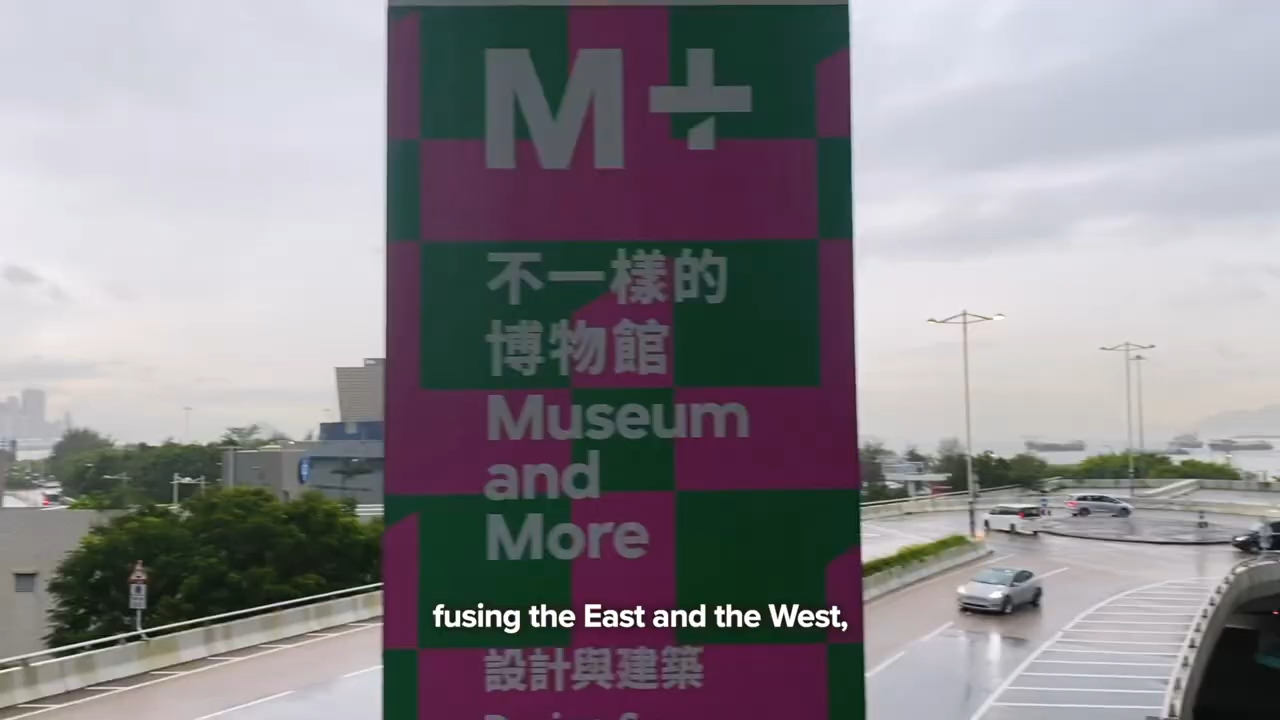 M+
不一樣的
博物館
Museum
and
More
fusing the East and the West,
設計與建築